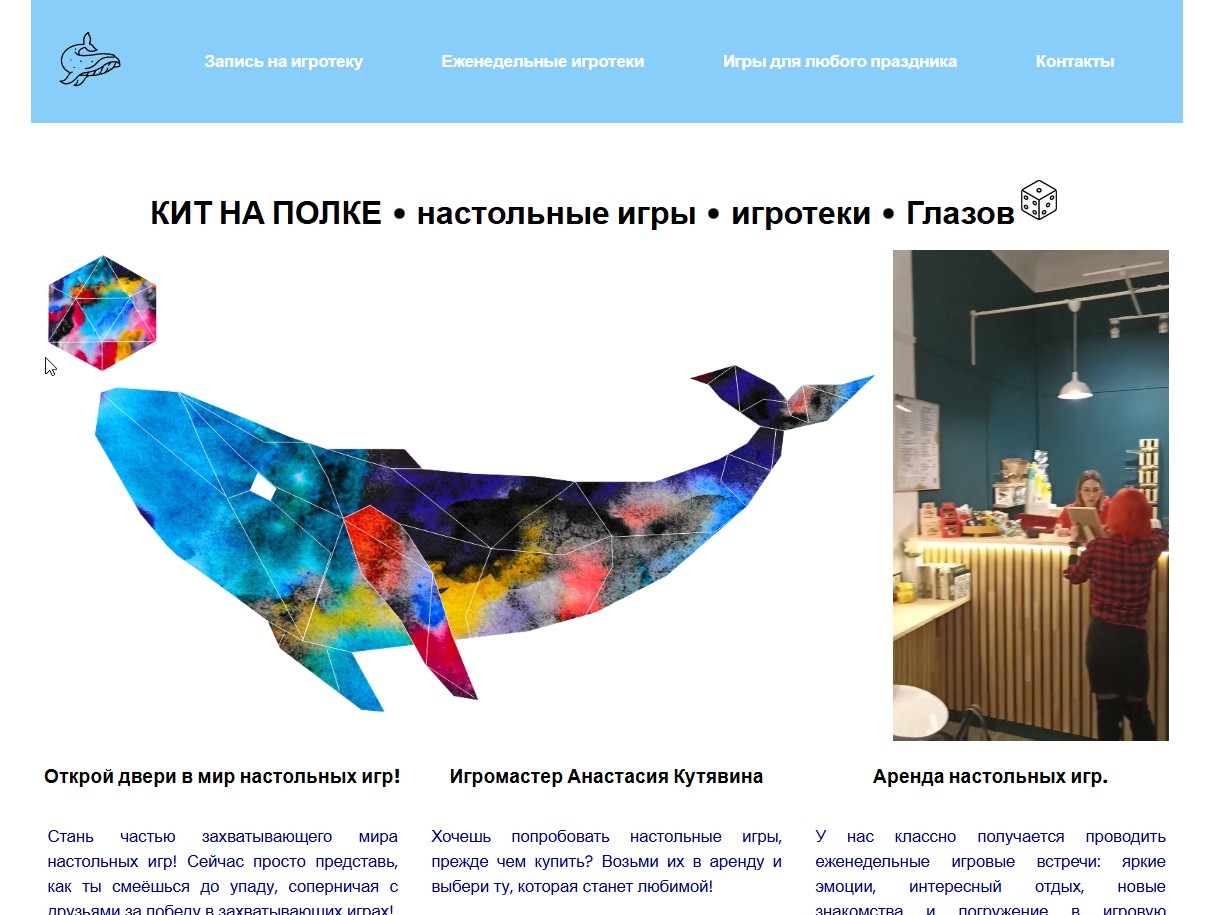 Запись на игротеку
Еженедельные игротеки
Игры для любого праздника
Контакты
КИТ НА ПОЛКЕ • настольные игры • игротеки • Глазов
Открой двери в мир настольных игр!
Стань частью захватывающего мира
настольных игр! Сейчас просто представь,
как ты смеёшься до упаду, соперничая с
друзьями за победу в захватывающих играх!
Игромастер Анастасия Кутявина
Хочешь попробовать настольные игры,
прежде чем купить? Возьми их в аренду и
выбери ту, которая станет любимой!
Аренда настольных игр.
У нас классно получается проводить
еженедельные игровые встречи: яркие
эмоции, интересный отдых, новые
знакомства и погружение в игровую